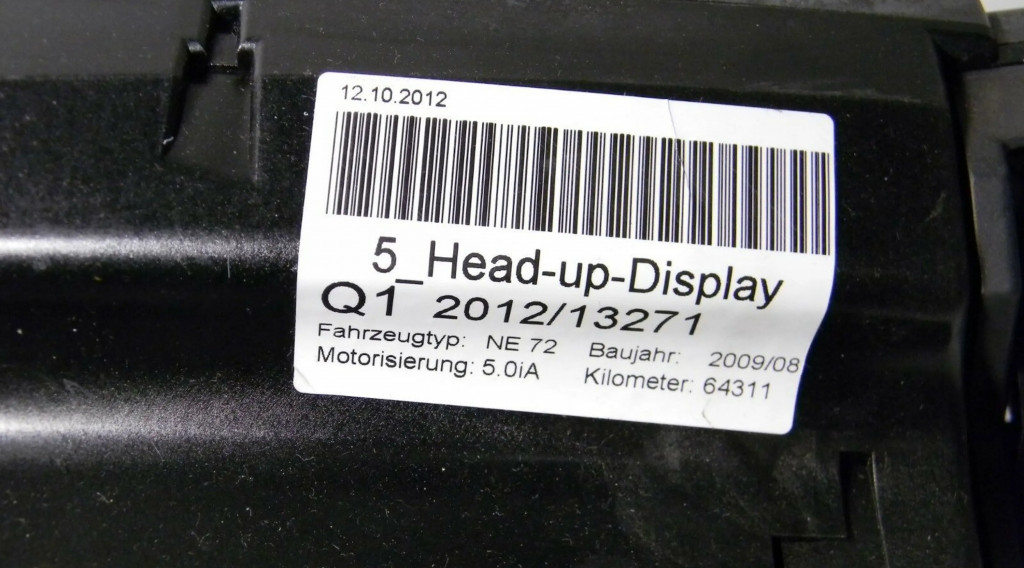 12.10.2012
5_Head-up-Display
Q1 2012/13271
Fahrzeugtyp: NE 72 Baujahr: 2009/08
Motorisierung: 5.0iA Kilometer: 64311